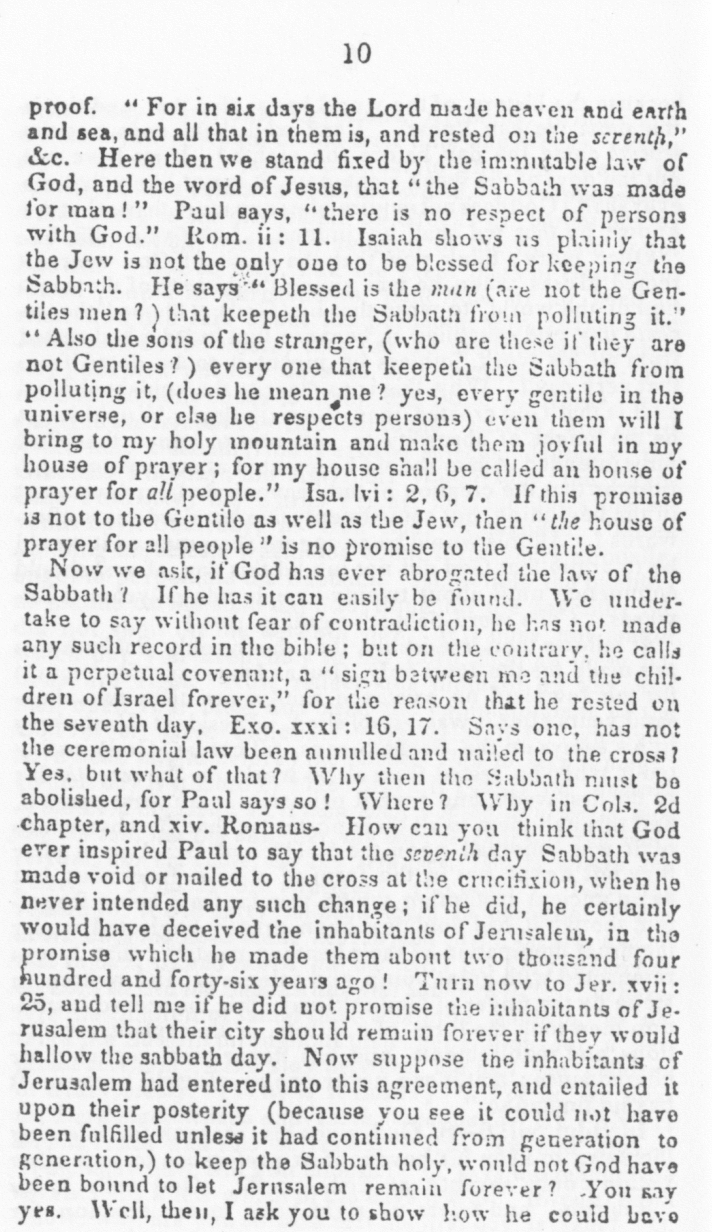 10
proof. “ For in six days the Lord made heaven and earth
and sea, and all that in them is, and rested on the seventh,”
&c. Here then we stand fixed by the immutable law of
God, and the word of Jesus, that “ the Sabbath was made
for man ! ” Paul says, “ there is no respect of persons
with God.” Rom. ii : 11. Isaiah shows us plainly that
the Jew is not the only one to be blessed for keeping the
Sabbath. He says “ Blessed is the man (are not the Gen-
tiles men ? ) that keepeth the Sabbath from polluting it.”
“ Also the sons of the stranger, (who are these if they are
not Gentiles ? ) every one that keepeth the Sabbath from
polluting it, (does he mean me ? yes, every gentile in the
universe, or else he respects persons) even them will I
bring to my holy mountain and make them joyful in my
house of prayer ; for my house shall be called an house of
prayer for all people.” Isa. lvi : 2, 6, 7. If this promise
is not to the Gentile as well as the Jew, then “ the house of
prayer for all people ” is no promise to the Gentile.
Now we ask, if God has ever abrogated the law of the
Sabbath ? If he has it can easily be found. We under-
take to say without fear of contradiction, he has not made
any such record in the bible ; but on the contrary, he calls
it a perpetual covenant, a “ sign between me and the chil-
dren of Israel forever,” for the reason that he rested on
the seventh day, Exo. xxxi : 16, 17. Says one, has not
the ceremonial law been annulled and nailed to the cross ?
Yes, but what of that ? Why then the Sabbath must be
abolished, for Paul says so ! Where ? Why in Cols. 2d
chapter, and xiv. Romans- How can you think that God
ever inspired Paul to say that the seventh day Sabbath was
made void or nailed to the cross at the crucifixion, when he
never intended any such change ; if he did, he certainly
would have deceived the inhabitants of Jerusalem, in the
promise which he made them about two thousand four
hundred and forty-six years ago ! Turn now to Jer. xvii :
25, and tell me if he did not promise the inhabitants of Je-
rusalem that their city should remain forever if they would
hallow the sabbath day. Now suppose the inhabitants of
Jerusalem had entered into this agreement, and entailed it
upon their posterity (because you see it could not have
been fulfilled unless it had continued from generation to
generation,) to keep the Sabbath holy, would not God have
been bound to let Jerusalem remain forever ? You say
yes. Well, then, I ask you to show how he could have